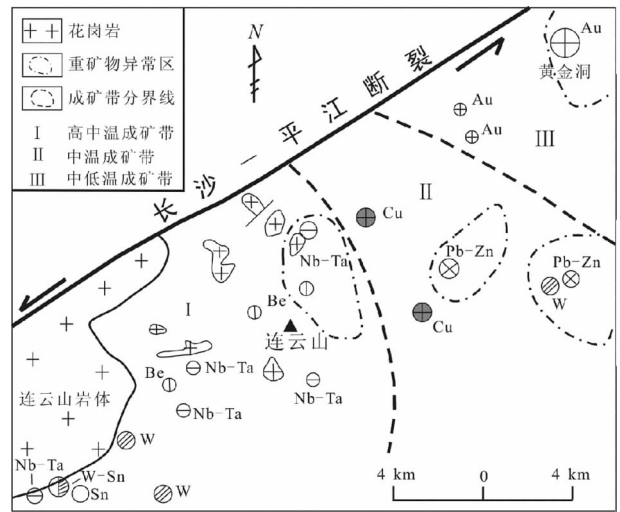 花岗岩
重矿物异常区
成矿带分界线
I 高中温成矿带
II 中温成矿带
III 中低温成矿带
N
长沙—平江断裂
Au
黄金洞
Au
Au
III
II
Cu
Nb-Ta
Pb-Zn
Pb-Zn
W
Cu
I
Be
连云山
Nb-Ta
Be
Nb-Ta
Nb-Ta
连云山岩体
W
Nb-Ta
W-Sn
Sn
W
4 km 0 4 km